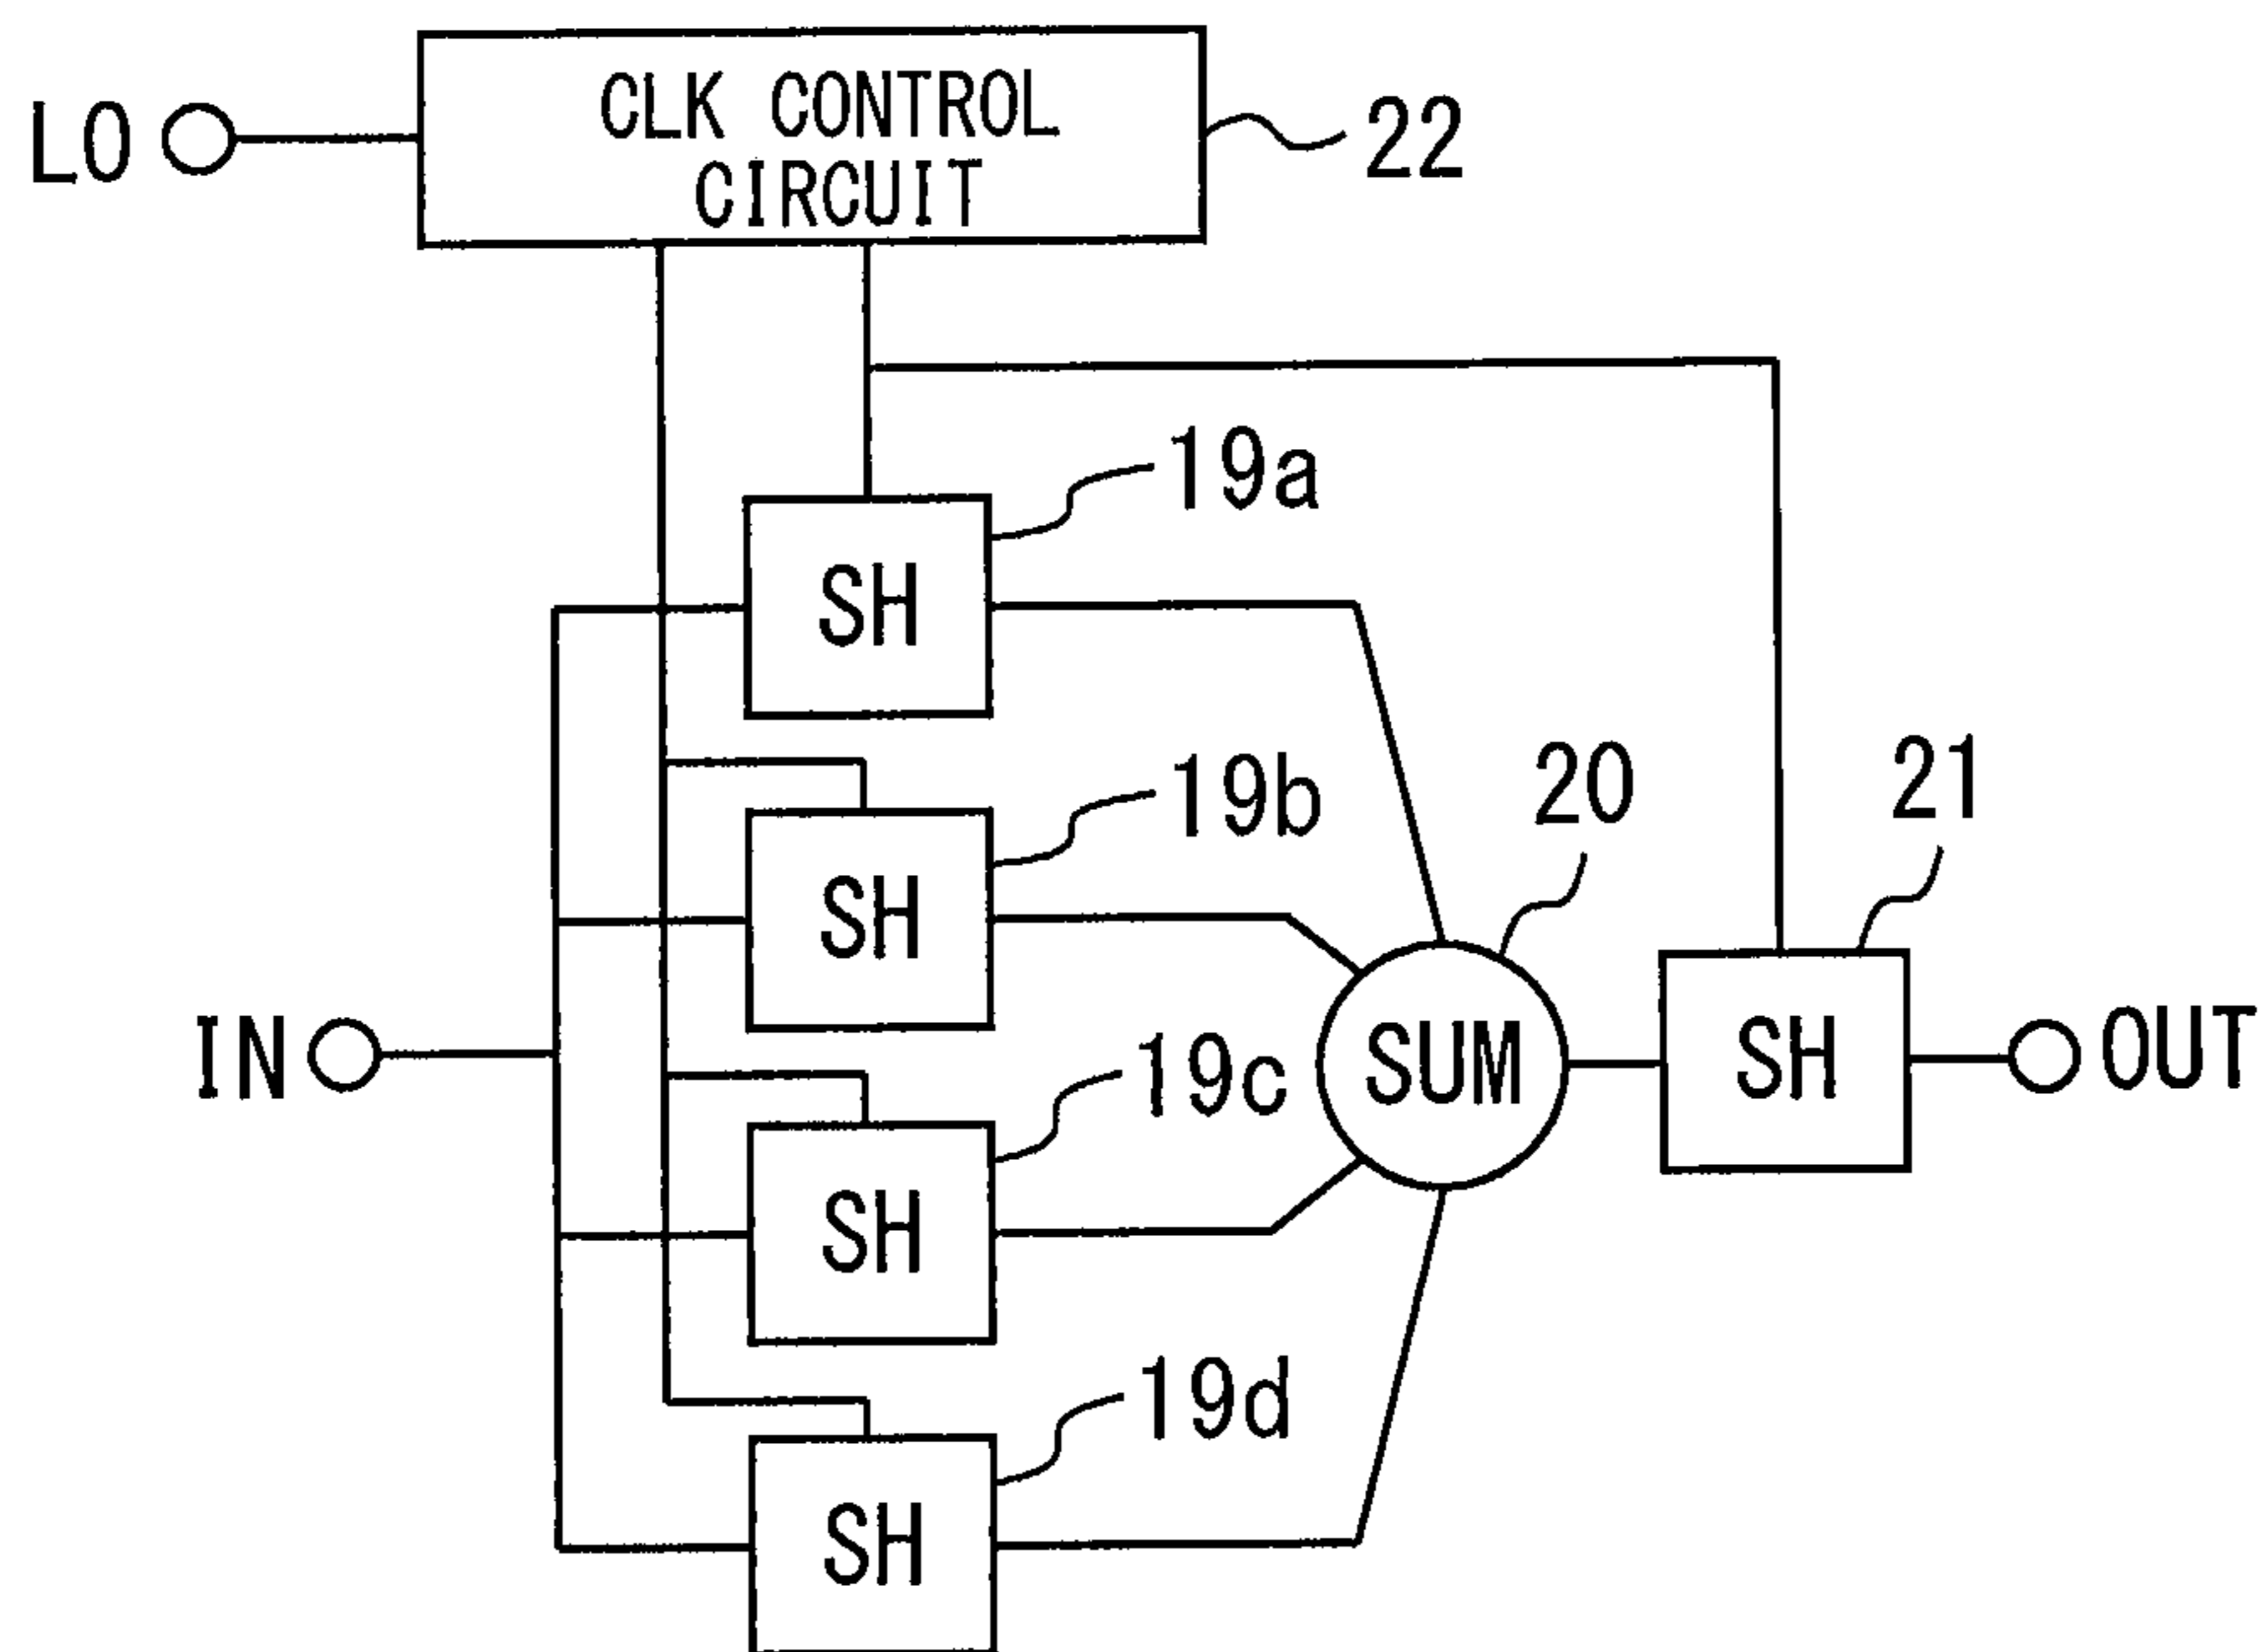 LO
CLK CONTROL
CIRCUIT
22
19a
SH
19b
SH
20
21
IN
19c
SUM
SH
OUT
SH
19d
SH